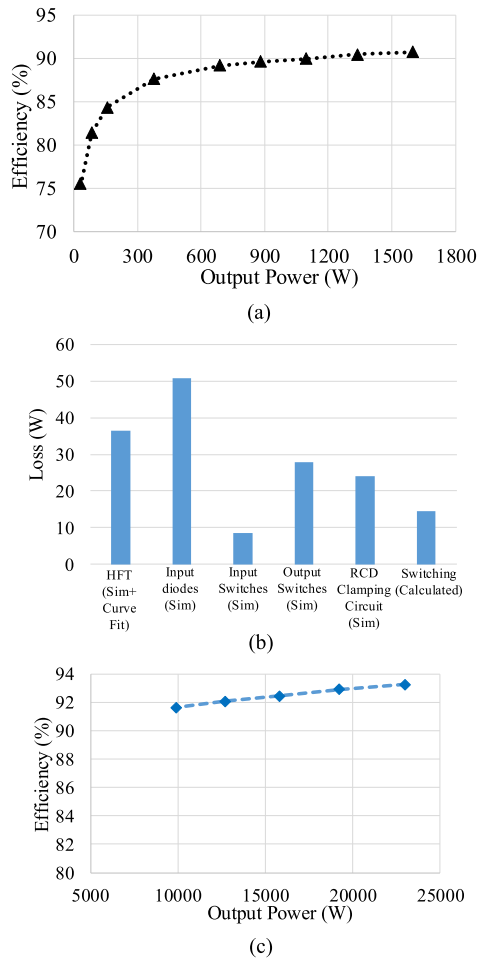 95
90
85
80
75
70
Efficiency (%)
0 300 600 900 1200 1500 1800
Output Power (W)
(a)
60
50
40
30
20
10
0
Loss (W)
HFT
(Sim+
Curve
Fit)
Input
diodes
(Sim)
Input
Switches
(Sim)
Output
Switches
(Sim)
RCD
Clamping
Circuit
(Sim)
Switching
(Calculated)
(b)
94
92
90
88
86
84
82
80
Efficiency (%)
5000 10000 15000 20000 25000
Output Power (W)
(c)